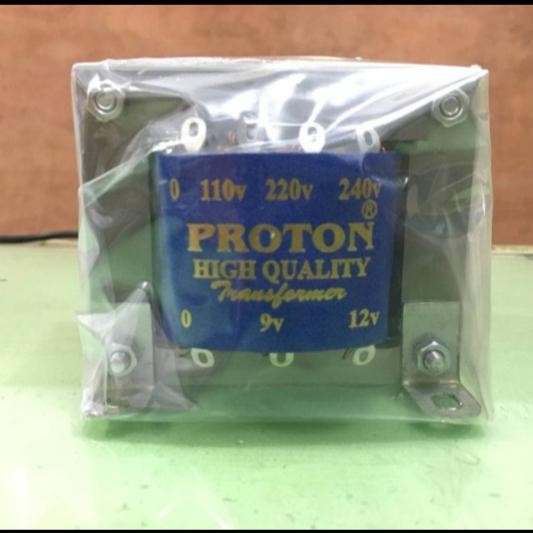 0 110v 220v 240v
PROTON ®
HIGH QUALITY
Transformer
0 9v 12v